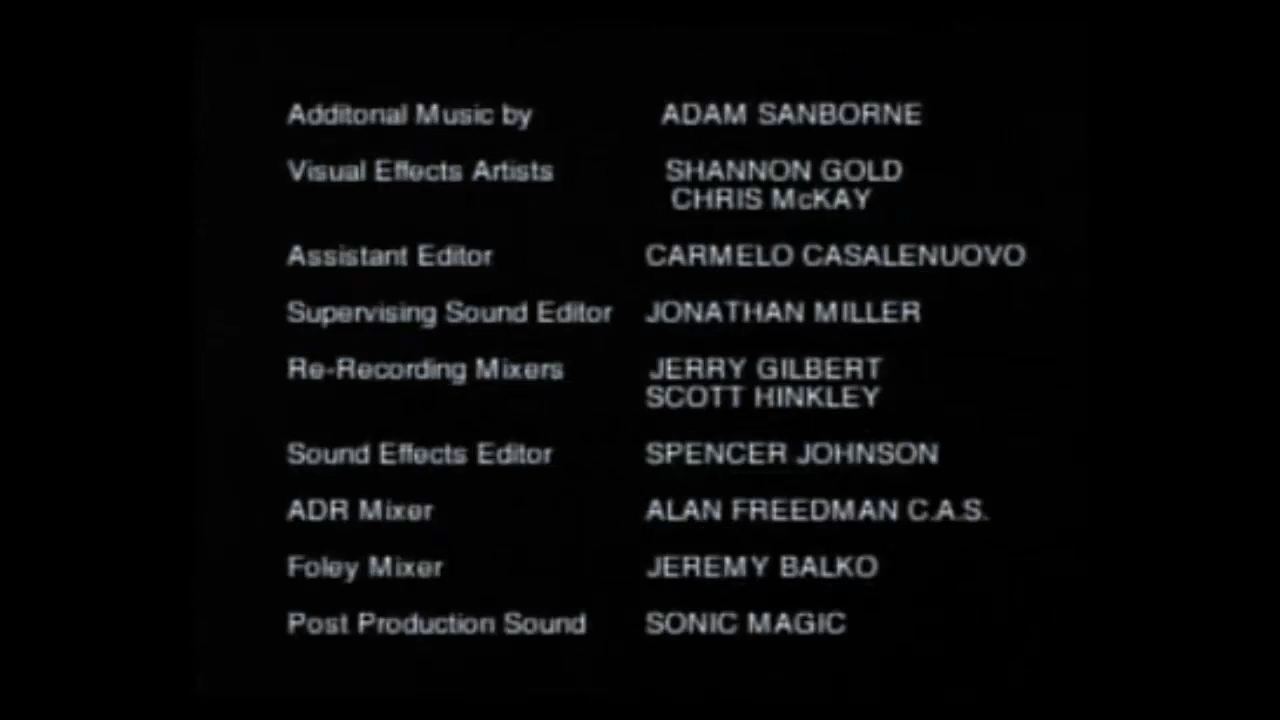 Additonal Music by ADAM SANBORNE
Visual Effects Artists SHANNON GOLD
CHRIS McKAY
Assistant Editor CARMELO CASALENUOVO
Supervising Sound Editor JONATHAN MILLER
Re-Recording Mixers JERRY GILBERT
SCOTT HINKLEY
Sound Effects Editor SPENCER JOHNSON
ADR Mixer ALAN FREEDMAN C.A.S.
Foley Mixer JEREMY BALKO
Post Production Sound SONIC MAGIC